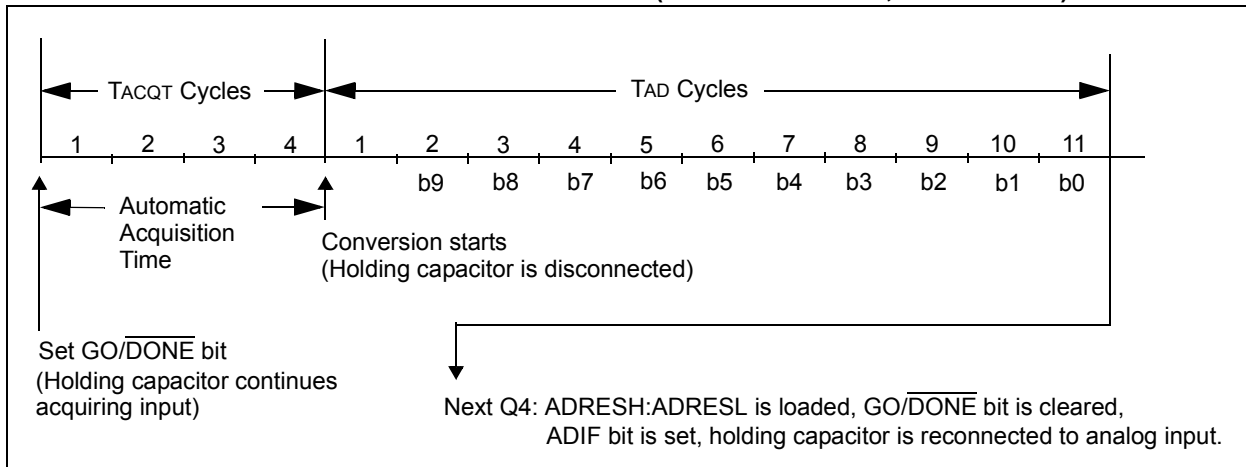 TACQT Cycles TAD Cycles
1 2 3 4 1 2 3 4 5 6 7 8 9 10 11
b9 b8 b7 b6 b5 b4 b3 b2 b1 b0
Automatic
Acquisition
Time
Conversion starts
(Holding capacitor is disconnected)
Set GO/DONE bit
(Holding capacitor continues
acquiring input)
Next Q4: ADRESH:ADRESL is loaded, GO/DONE bit is cleared,
ADIF bit is set, holding capacitor is reconnected to analog input.